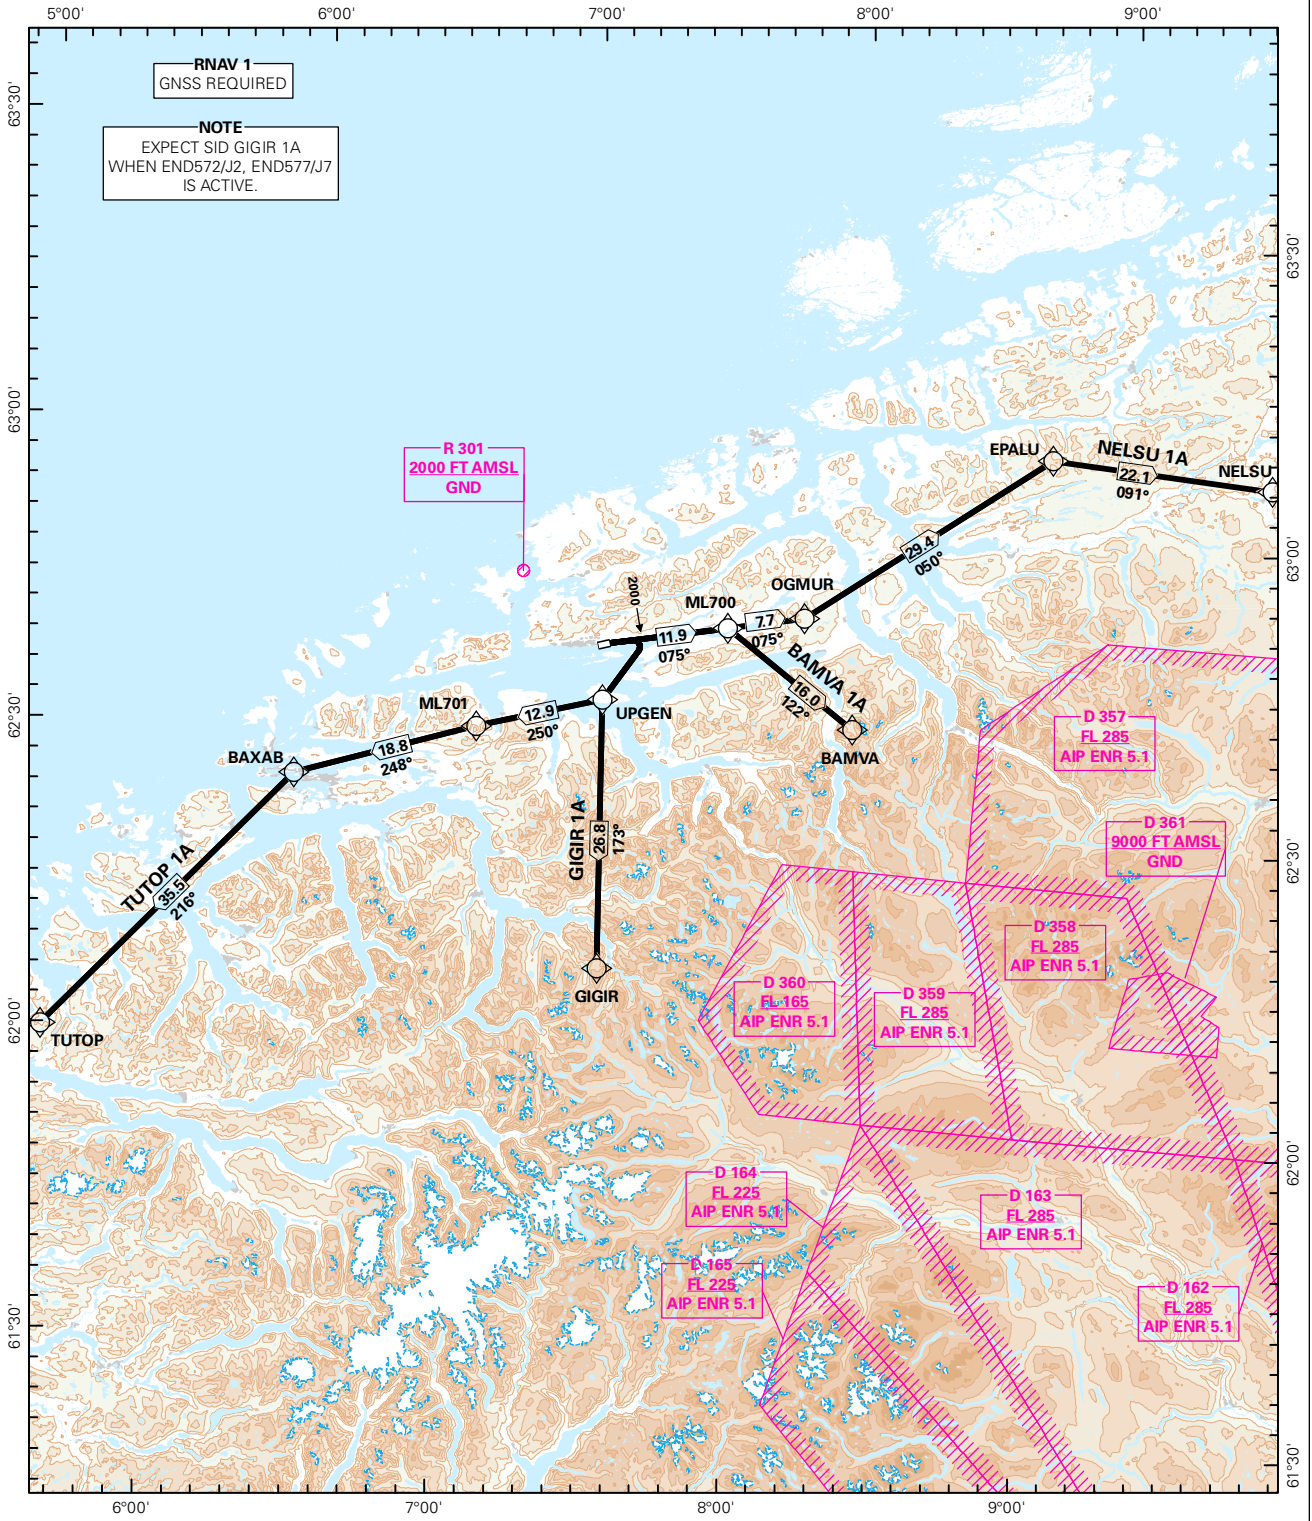 5°00'
6°00'
7°00'
8°00'
9°00'
63°30'
63°00'
62°30'
62°00'
61°30'
RNAV 1
GNSS REQUIRED
NOTE
EXPECT SID GIGIR 1A
WHEN END572/J2, END577/J7
IS ACTIVE.
R 301
2000 FT AMSL
GND
EPALU
NELSU 1A
22.1
091°
NELSU
29.4
050°
OGMUR
ML700
2000
11.9
075°
7.7
075°
BAMVA 1A
16.0
122°
BAMVA
UPGEN
ML701
12.9
250°
BAXAB
18.8
248°
TUTOP 1A
35.5
216°
TUTOP
GIGIR 1A
26.8
173°
GIGIR
D 357
FL 285
AIP ENR 5.1
D 361
9000 FT AMSL
GND
D 358
FL 285
AIP ENR 5.1
D 360
FL 165
AIP ENR 5.1
D 359
FL 285
AIP ENR 5.1
D 164
FL 225
AIP ENR 5.1
D 163
FL 285
AIP ENR 5.1
D 165
FL 225
AIP ENR 5.1
D 162
FL 285
AIP ENR 5.1
63°30'
63°00'
62°30'
62°00'
61°30'
6°00'
7°00'
8°00'
9°00'